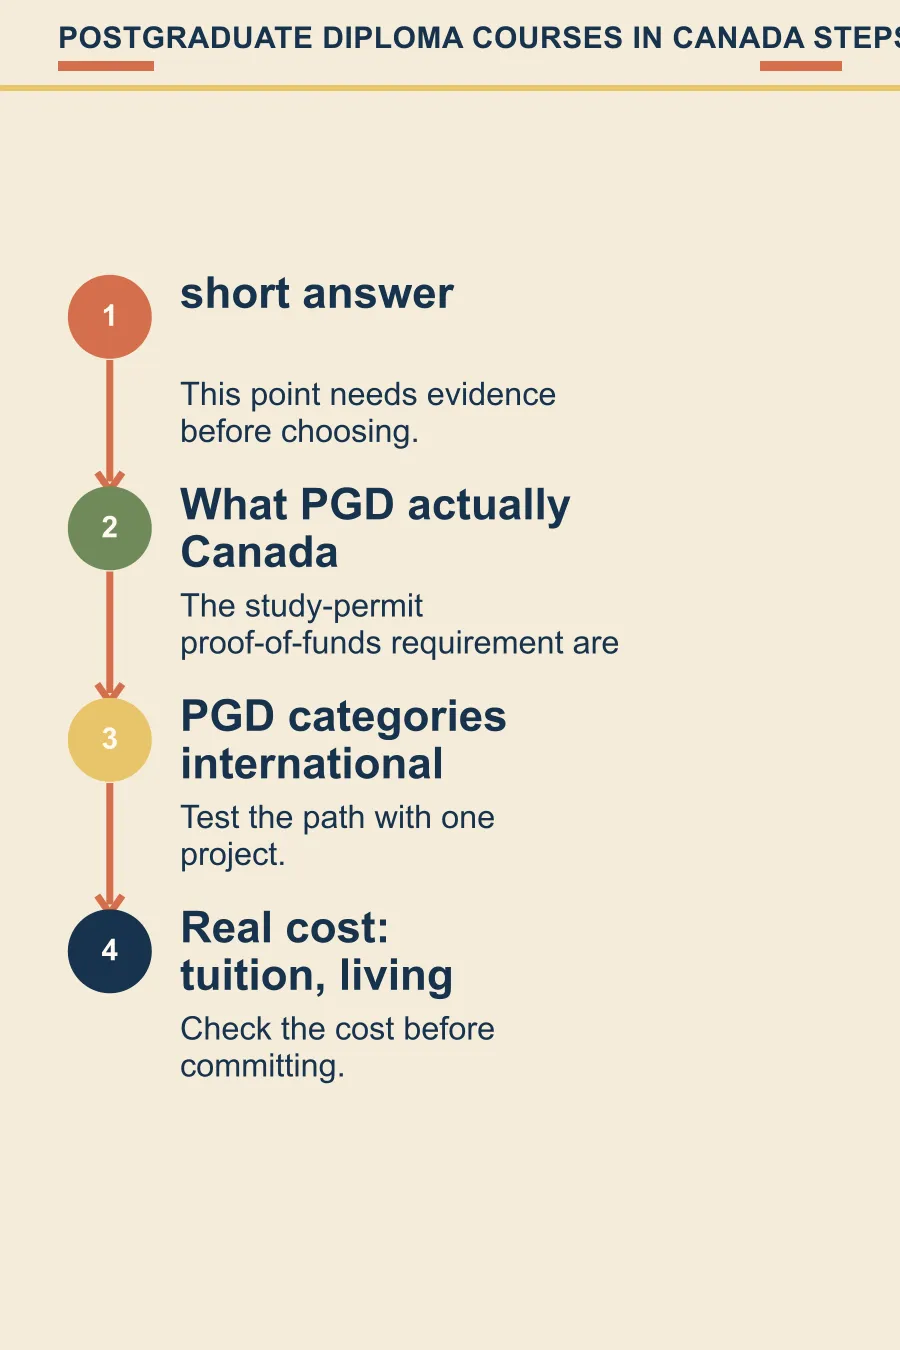 POSTGRADUATE DIPLOMA COURSES IN CANADA STEPS
1
short answer
This point needs evidence
before choosing.
2
What PGD actually
Canada
The study-permit
proof-of-funds requirement are
3
PGD categories
international
Test the path with one
project.
4
Real cost:
tuition, living
Check the cost before
committing.